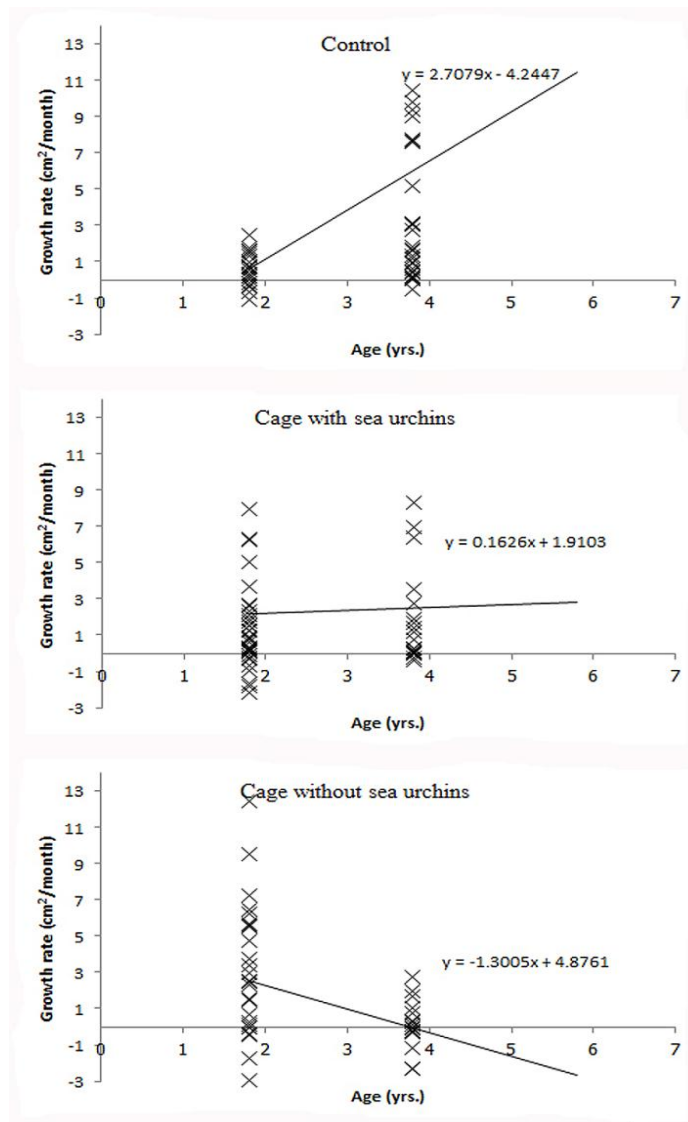 Control
y = 2.7079x - 4.2447
Growth rate (cm²/month)
13
11
9
7
5
3
1
-1
-3
0 1 2 3 4 5 6 7
Age (yrs.)
Cage with sea urchins
y = 0.1626x + 1.9103
Growth rate (cm²/month)
13
11
9
7
5
3
1
-1
-3
0 1 2 3 4 5 6 7
Age (yrs.)
Cage without sea urchins
y = -1.3005x + 4.8761
Growth rate (cm²/month)
13
11
9
7
5
3
1
-1
-3
0 1 2 3 4 5 6 7
Age (yrs.)